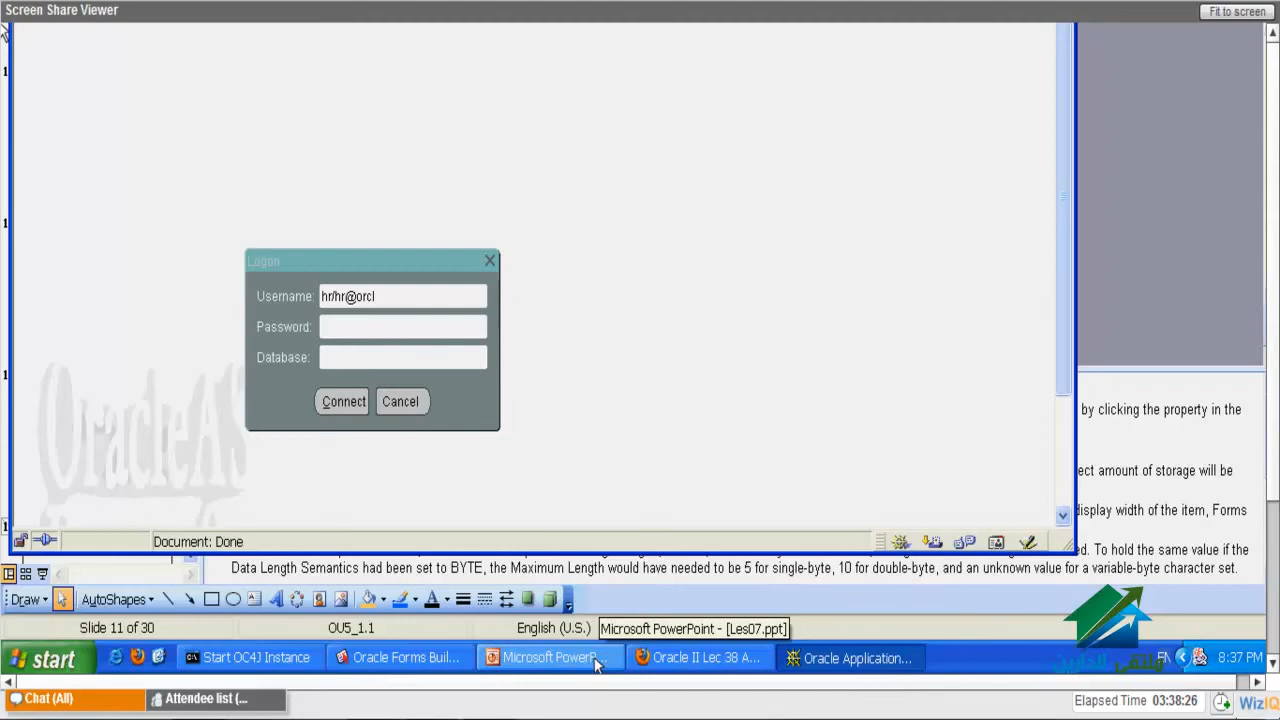 Screen Share Viewer
Fit to screen
Logon
Username: hr/hr@orcl
Password:
Database:
Connect Cancel
OracleAS
by clicking the property in the
ect amount of storage will be
display width of the item, Forms
Document: Done
ed. To hold the same value if the
Data Length Semantics had been set to BYTE, the Maximum Length would have needed to be 5 for single-byte, 10 for double-byte, and an unknown value for a variable-byte character set.
Draw AutoShapes
Slide 11 of 30 OU5_1.1 English (U.S.) Microsoft PowerPoint - [Les07.ppt]
start Start OC4J Instance Oracle Forms Buil... Microsoft PowerP... Oracle II Lec 38 A... Oracle Application... EN 8:37 PM
ملتقى التدريب
Chat (All) Attendee list (... Elapsed Time 03:38:26 WizIQ